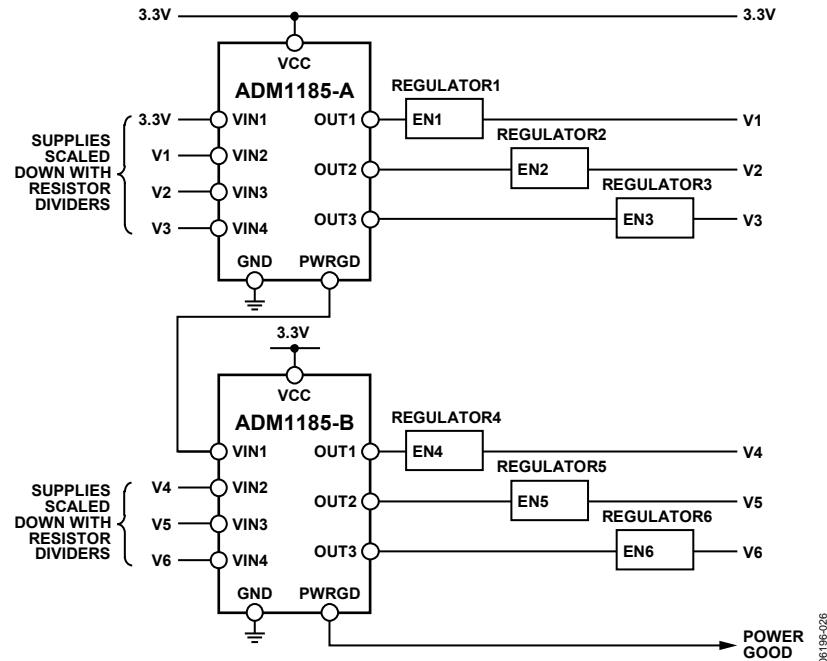 3.3V
3.3V
VCC
ADM1185-A
REGULATOR1
SUPPLIES
SCALED
DOWN WITH
RESISTOR
DIVIDERS
3.3V
VIN1
OUT1
EN1
V1
V1
VIN2
REGULATOR2
OUT2
EN2
V2
V2
VIN3
REGULATOR3
OUT3
EN3
V3
V3
VIN4
GND
PWRGD
3.3V
VCC
ADM1185-B
REGULATOR4
VIN1
OUT1
EN4
V4
SUPPLIES
SCALED
DOWN WITH
RESISTOR
DIVIDERS
V4
VIN2
REGULATOR5
OUT2
EN5
V5
V5
VIN3
REGULATOR6
OUT3
EN6
V6
V6
VIN4
GND
PWRGD
POWER
GOOD
06196-026